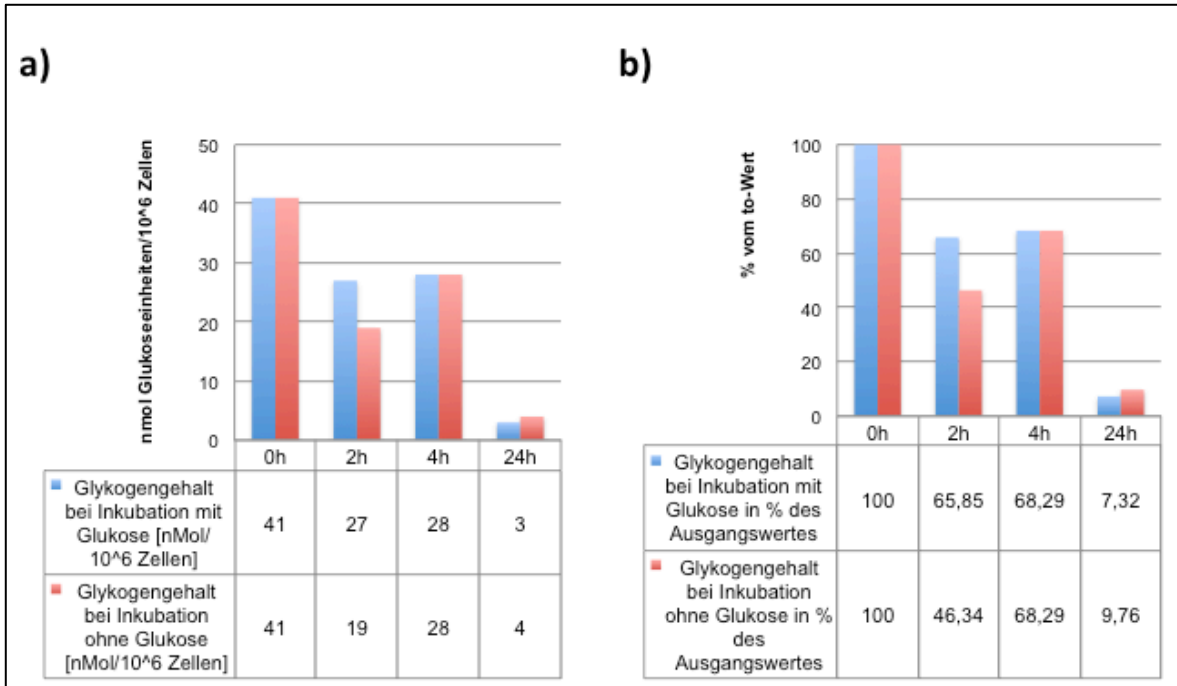 a)
nmol Glukoseeinheiten/10^6 Zellen
50
40
30
20
10
0
0h 2h 4h 24h
Glykogengehalt
bei Inkubation mit
Glukose [nMol/
10^6 Zellen]
41 27 28 3
Glykogengehalt
bei Inkubation
ohne Glukose
[nMol/10^6 Zellen]
41 19 28 4
b)
% vom to-Wert
100
80
60
40
20
0
0h 2h 4h 24h
Glykogengehalt
bei Inkubation mit
Glukose in % des
Ausgangswertes
100 65,85 68,29 7,32
Glykogengehalt
bei Inkubation
ohne Glukose in %
des
Ausgangswertes
100 46,34 68,29 9,76